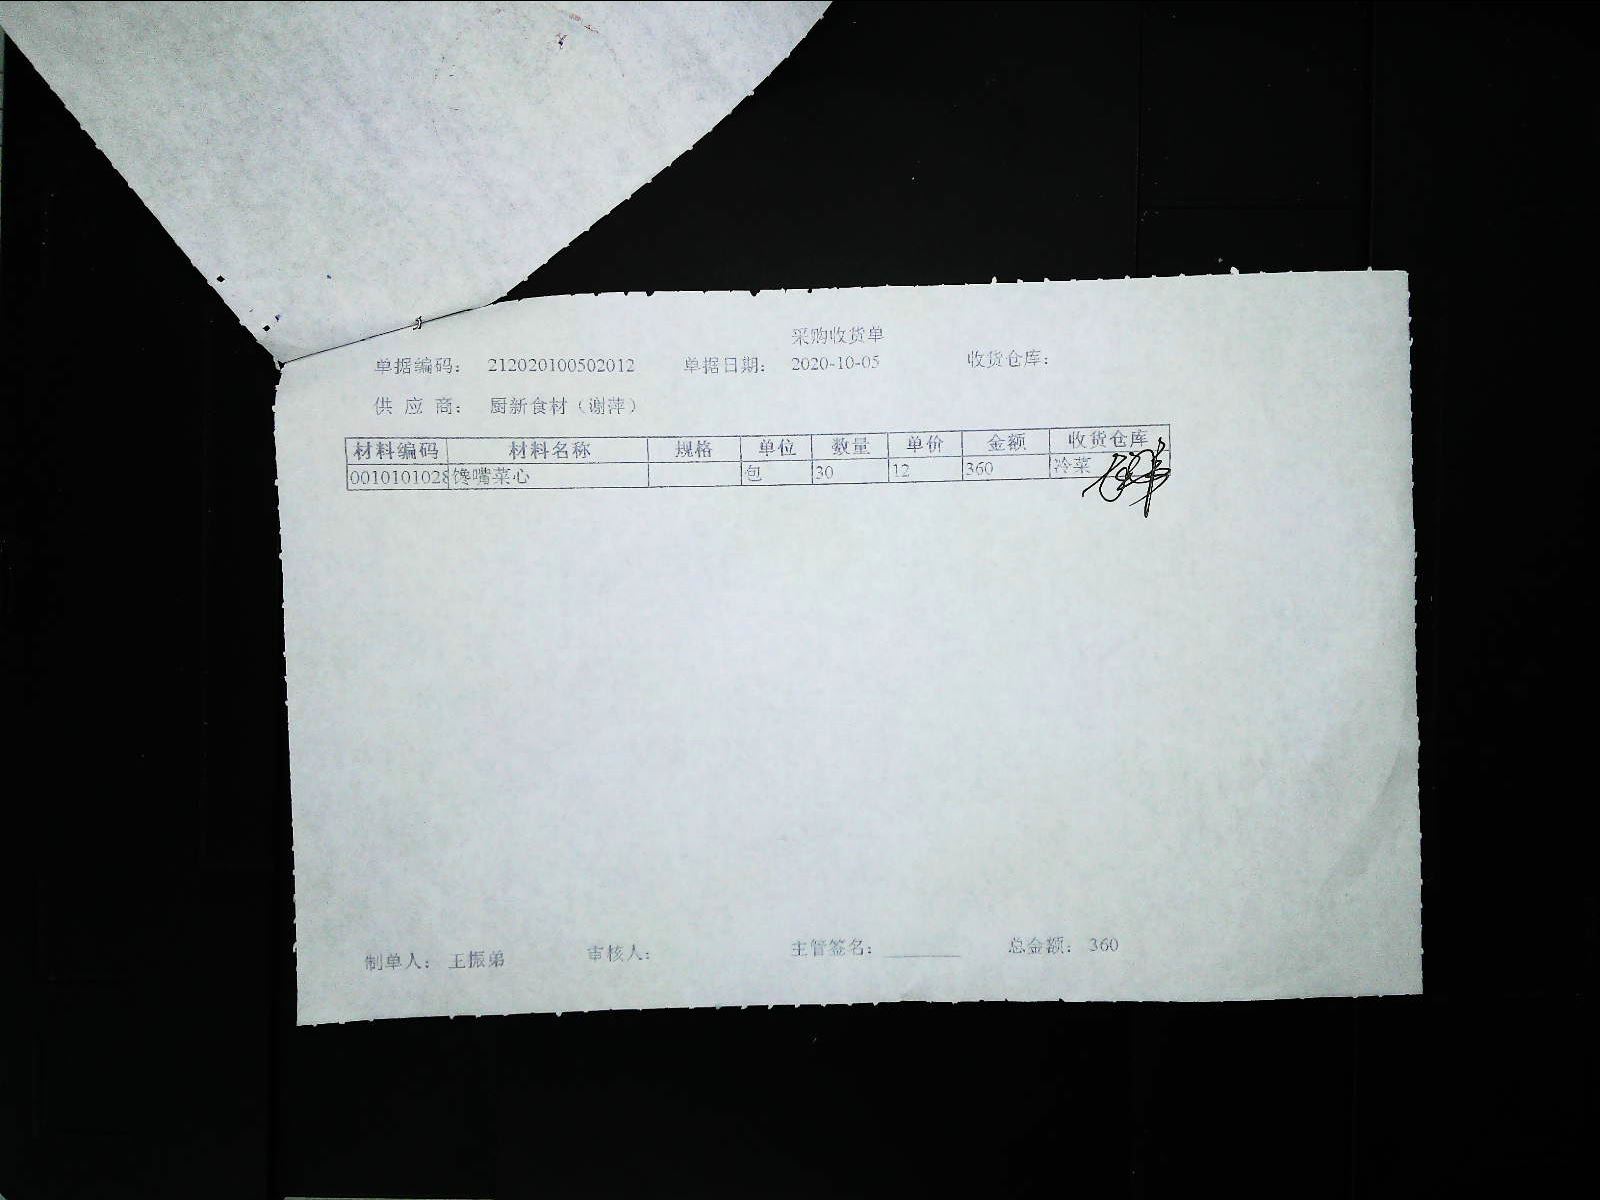 采购收货单
单据编码： 212020100502012 单据日期： 2020-10-05 收货仓库：
供 应 商： 厨新食材（谢萍）
材料编码 材料名称 规格 单位 数量 单价 金额 收货仓库
0010101028 馋嘴菜心 包 30 12 360 冷菜
制单人： 王振弟 审核人： 主管签名： ________ 总金额： 360